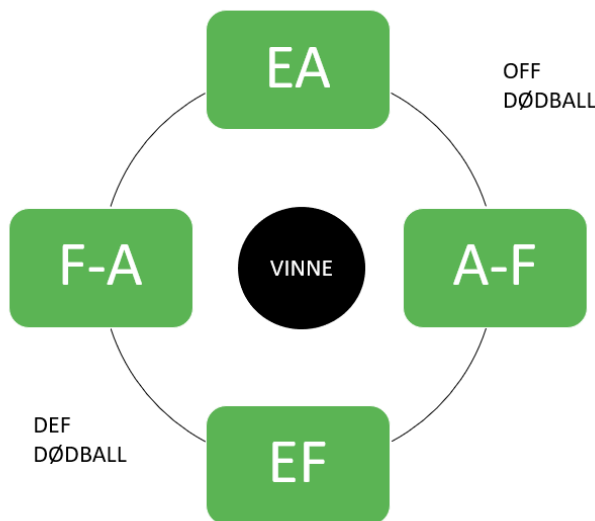 EA
OFF
DØDBALL
F-A
VINNE
A-F
DEF
DØDBALL
EF